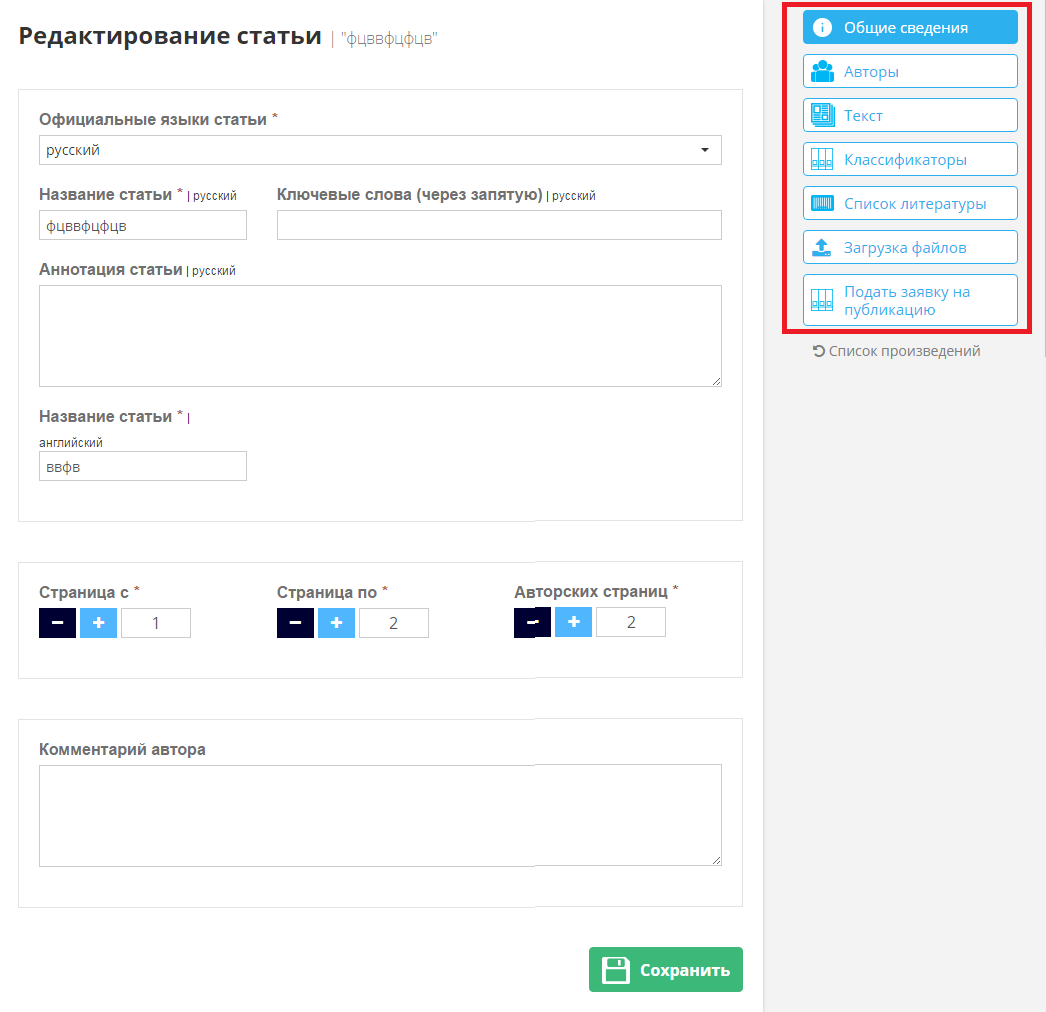 Редактирование статьи | "фцввфцфцв"
Официальные языки статьи *
русский
Название статьи * | русский
Ключевые слова (через запятую) | русский
фцввфцфцв
Аннотация статьи | русский
Название статьи * |
английский
ввфв
Страница с *
Страница по *
Авторских страниц *
− + 1
− + 2
− + 2
Комментарий автора
Сохранить
Общие сведения
Авторы
Текст
Классификаторы
Список литературы
Загрузка файлов
Подать заявку на
публикацию
Список произведений